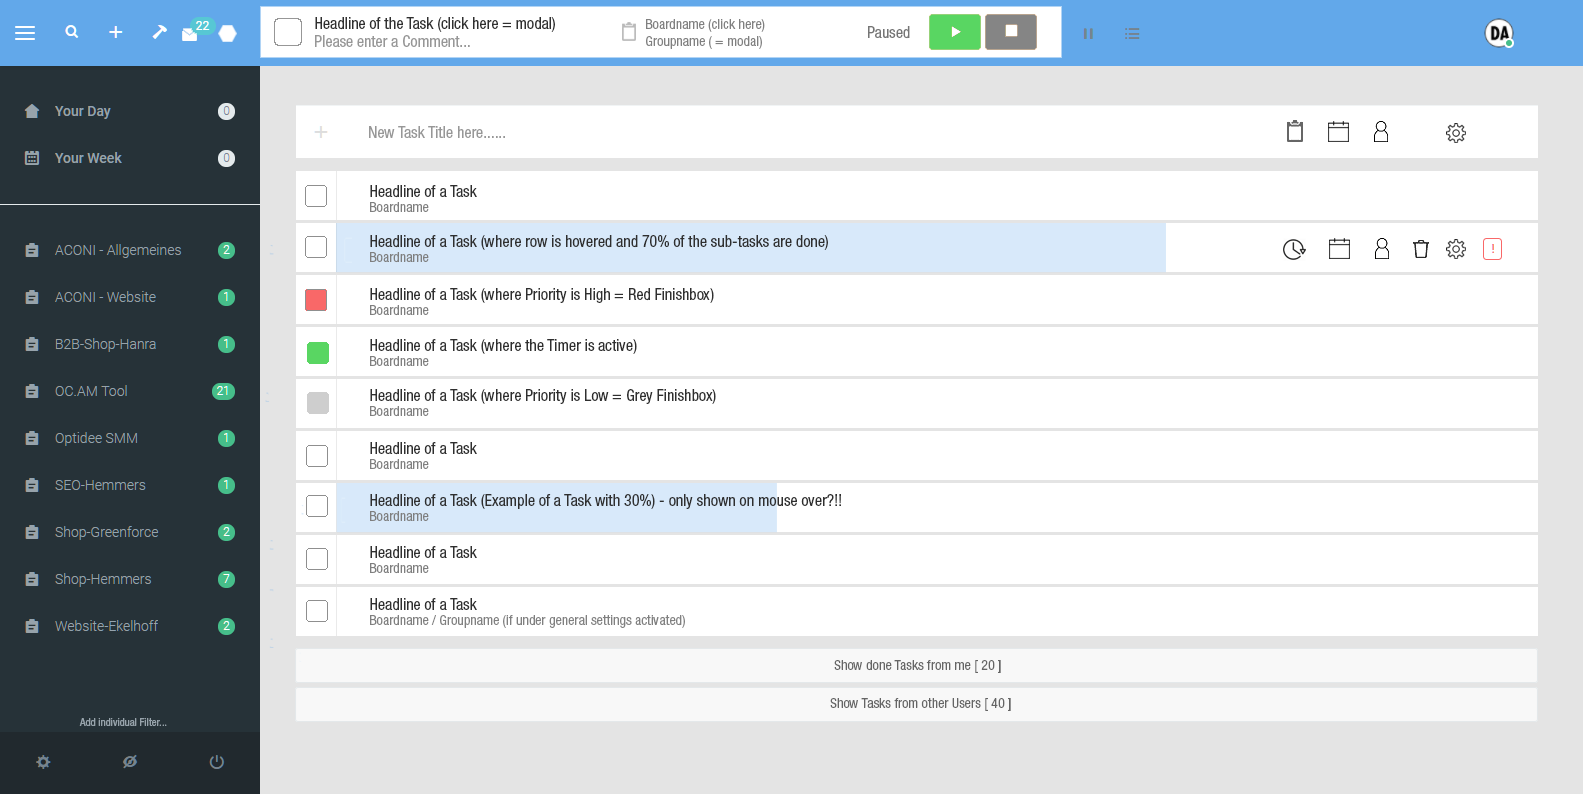 22
Headline of the Task (click here = modal)
Please enter a Comment...
Boardname (click here)
Groupname ( = modal)
Paused
DA
Your Day 0
Your Week 0
ACONI - Allgemeines 2
ACONI - Website 1
B2B-Shop-Hanra 1
OC.AM Tool 21
Optidee SMM 1
SEO-Hemmers 1
Shop-Greenforce 2
Shop-Hemmers 7
Website-Ekelhoff 2
Add individual Filter...
New Task Title here......
Headline of a Task
Boardname
Headline of a Task (where row is hovered and 70% of the sub-tasks are done)
Boardname
!
Headline of a Task (where Priority is High = Red Finishbox)
Boardname
Headline of a Task (where the Timer is active)
Boardname
Headline of a Task (where Priority is Low = Grey Finishbox)
Boardname
Headline of a Task
Boardname
Headline of a Task (Example of a Task with 30%) - only shown on mouse over?!!
Boardname
Headline of a Task
Boardname
Headline of a Task
Boardname / Groupname (if under general settings activated)
Show done Tasks from me [ 20 ]
Show Tasks from other Users [ 40 ]